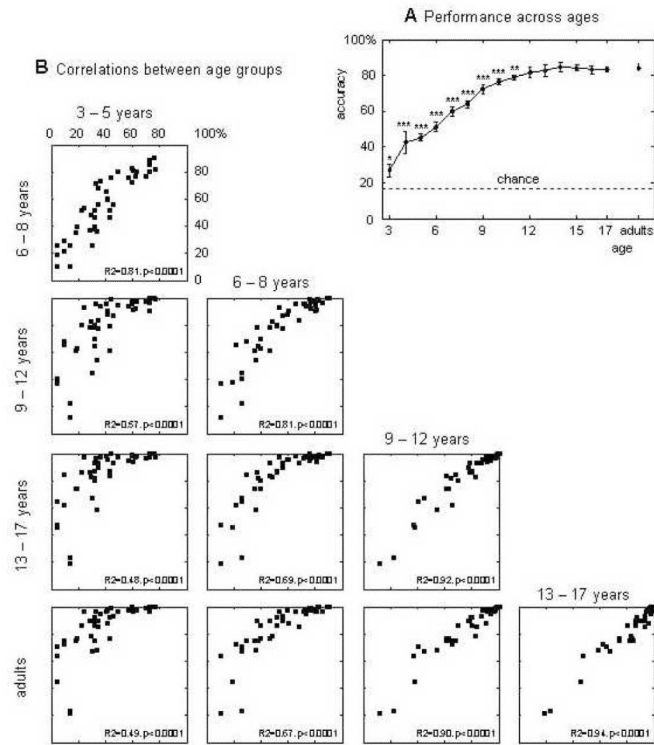 A Performance across ages
B Correlations between age groups
100%
80
60
40
20
0
accuracy
* *** *** *** *** *** *** *** **
chance
3 6 9 12 15 17 adults
age
3 – 5 years
0 20 40 60 80 100%
6 – 8 years
80
60
40
20
0
R2=0.81, p<0.0001
6 – 8 years
9 – 12 years
R2=0.57, p<0.0001
R2=0.81, p<0.0001
9 – 12 years
13 – 17 years
R2=0.48, p<0.0001
R2=0.69, p<0.0001
R2=0.92, p<0.0001
13 – 17 years
adults
R2=0.49, p<0.0001
R2=0.67, p<0.0001
R2=0.90, p<0.0001
R2=0.94, p<0.0001